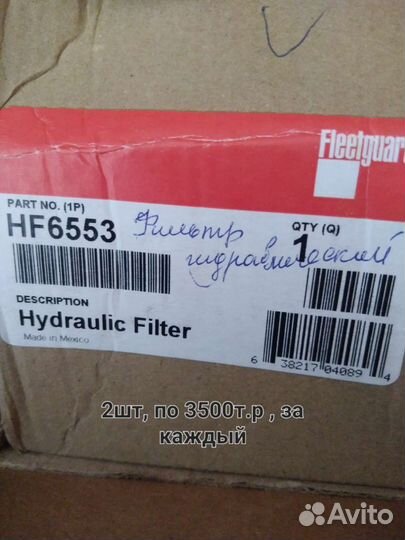 Fleetguar
PART NO. (1P)
HF6553
Фильтр
гидравлический
QTY (Q)
1
DESCRIPTION
Hydraulic Filter
Made in Mexico
6 38217 04089 4
2шт, по 3500т.р , за
каждый
Avito